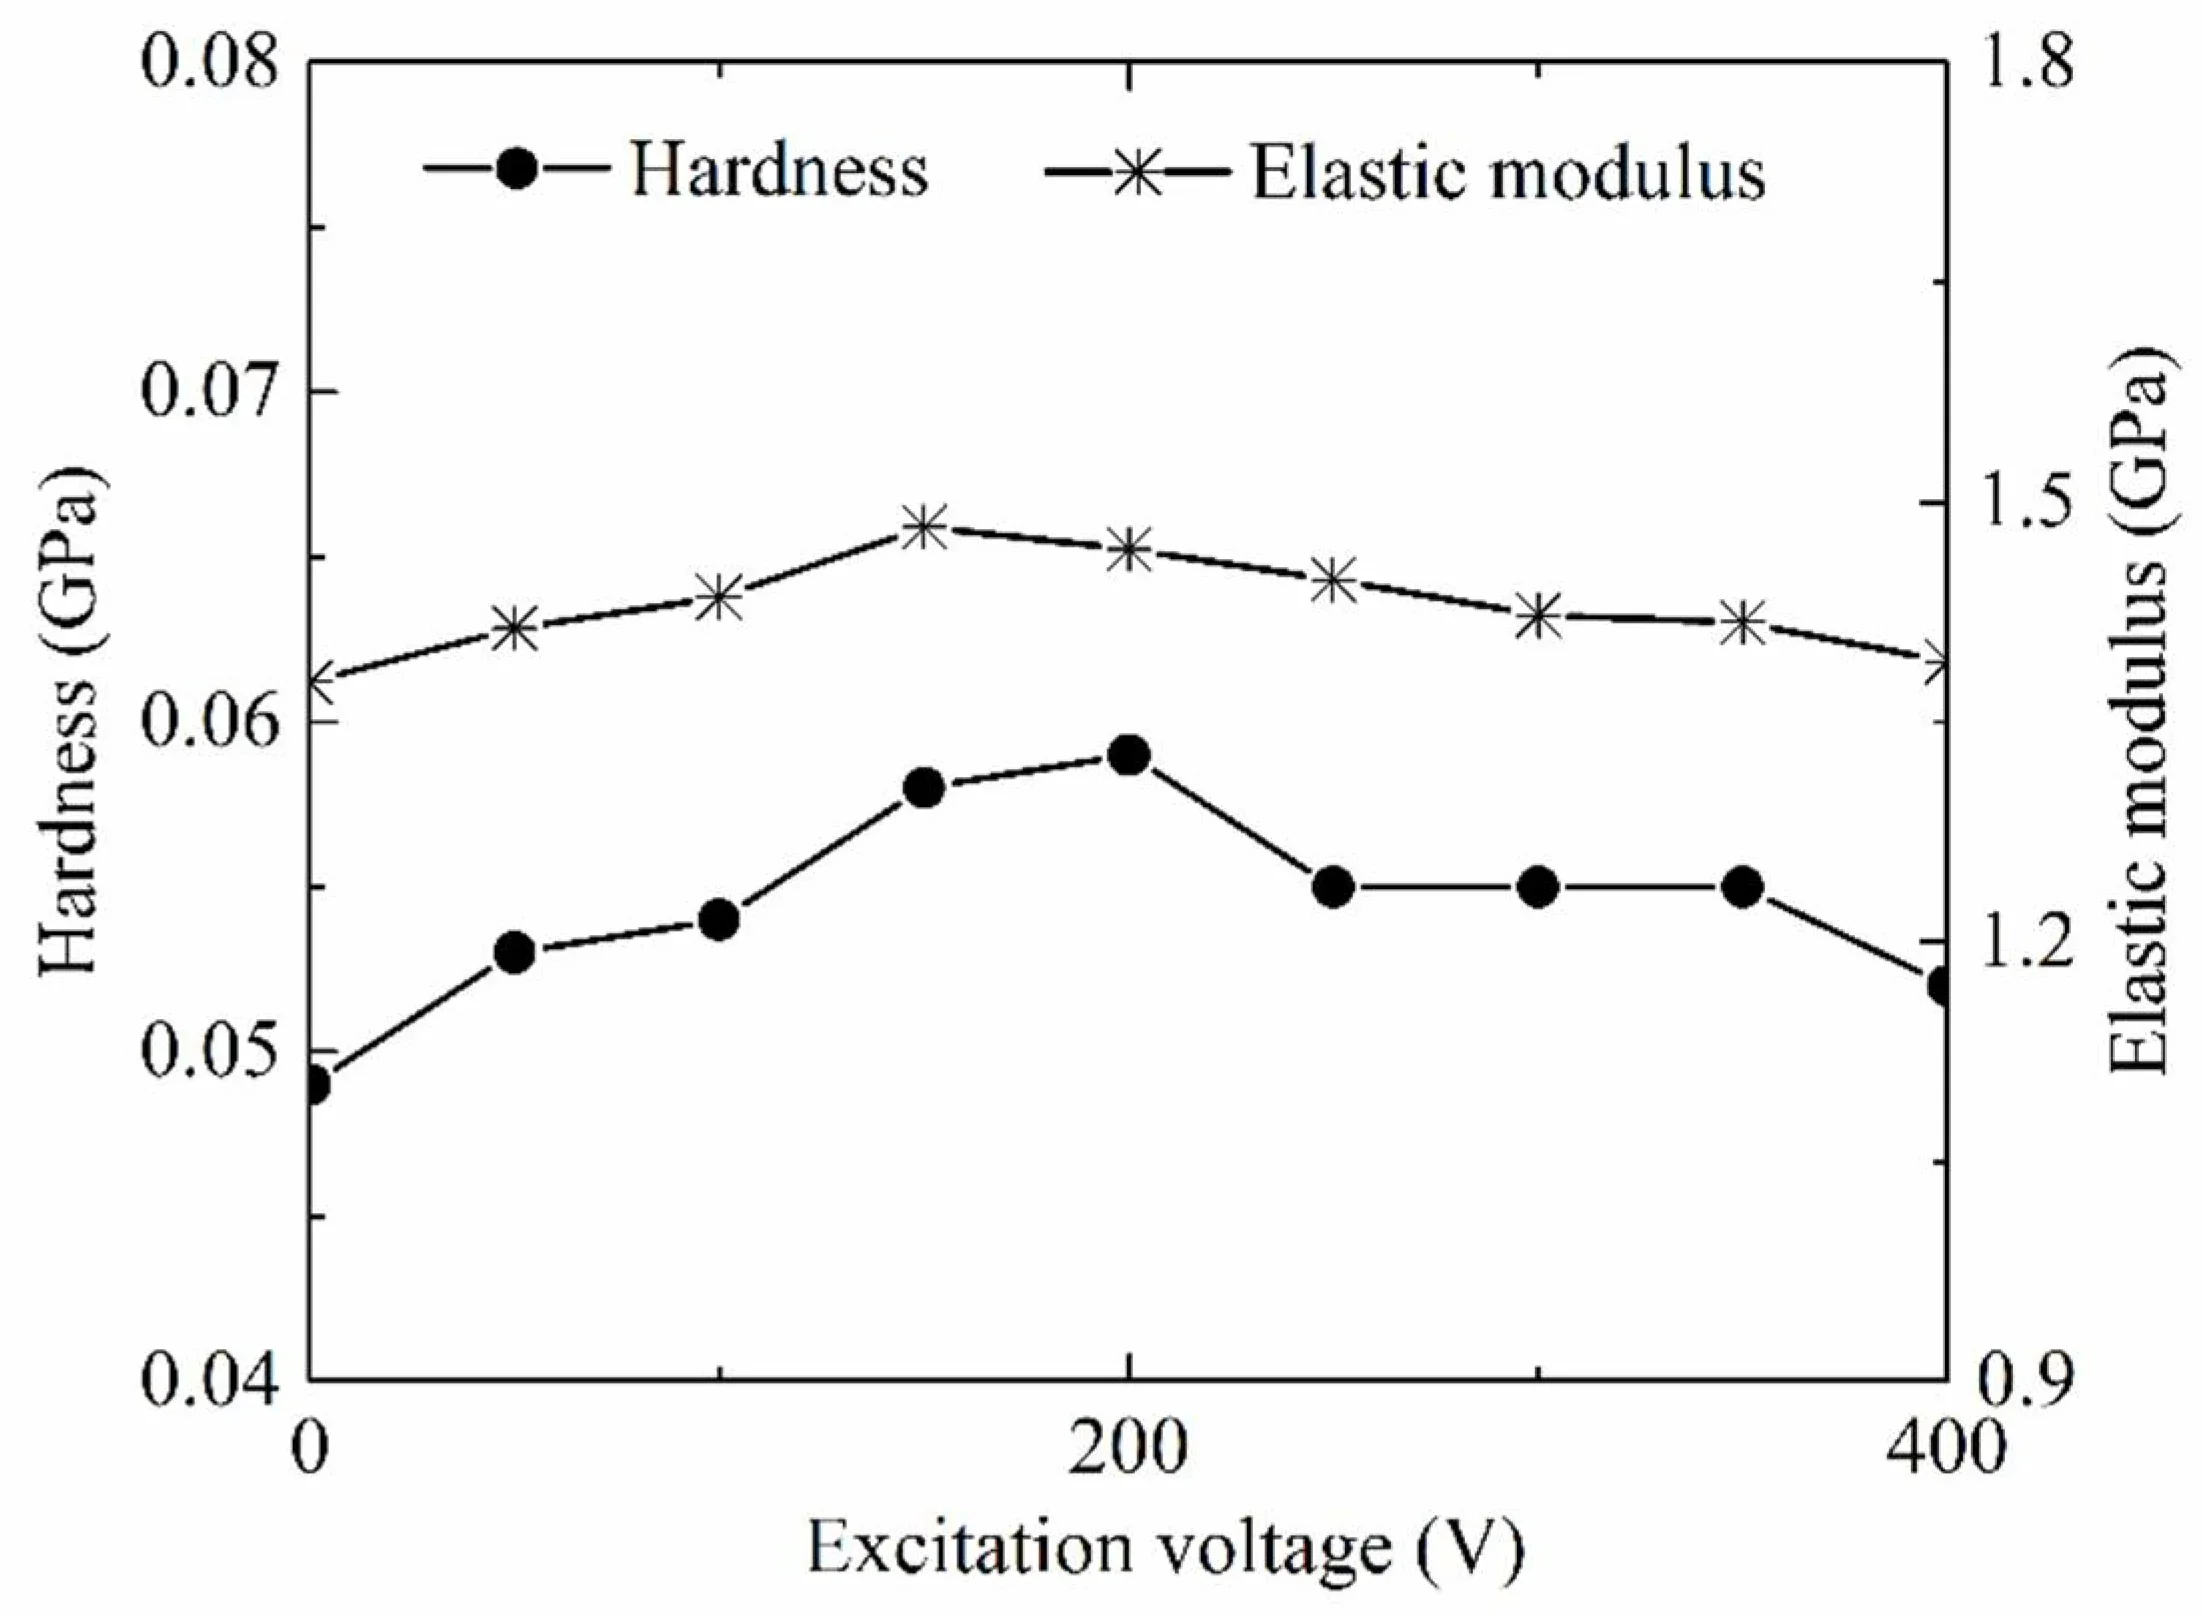 0.08
0.07
0.06
0.05
0.04
Hardness (GPa)
Hardness
Elastic modulus
1.8
1.5
1.2
0.9
Elastic modulus (GPa)
0
200
400
Excitation voltage (V)